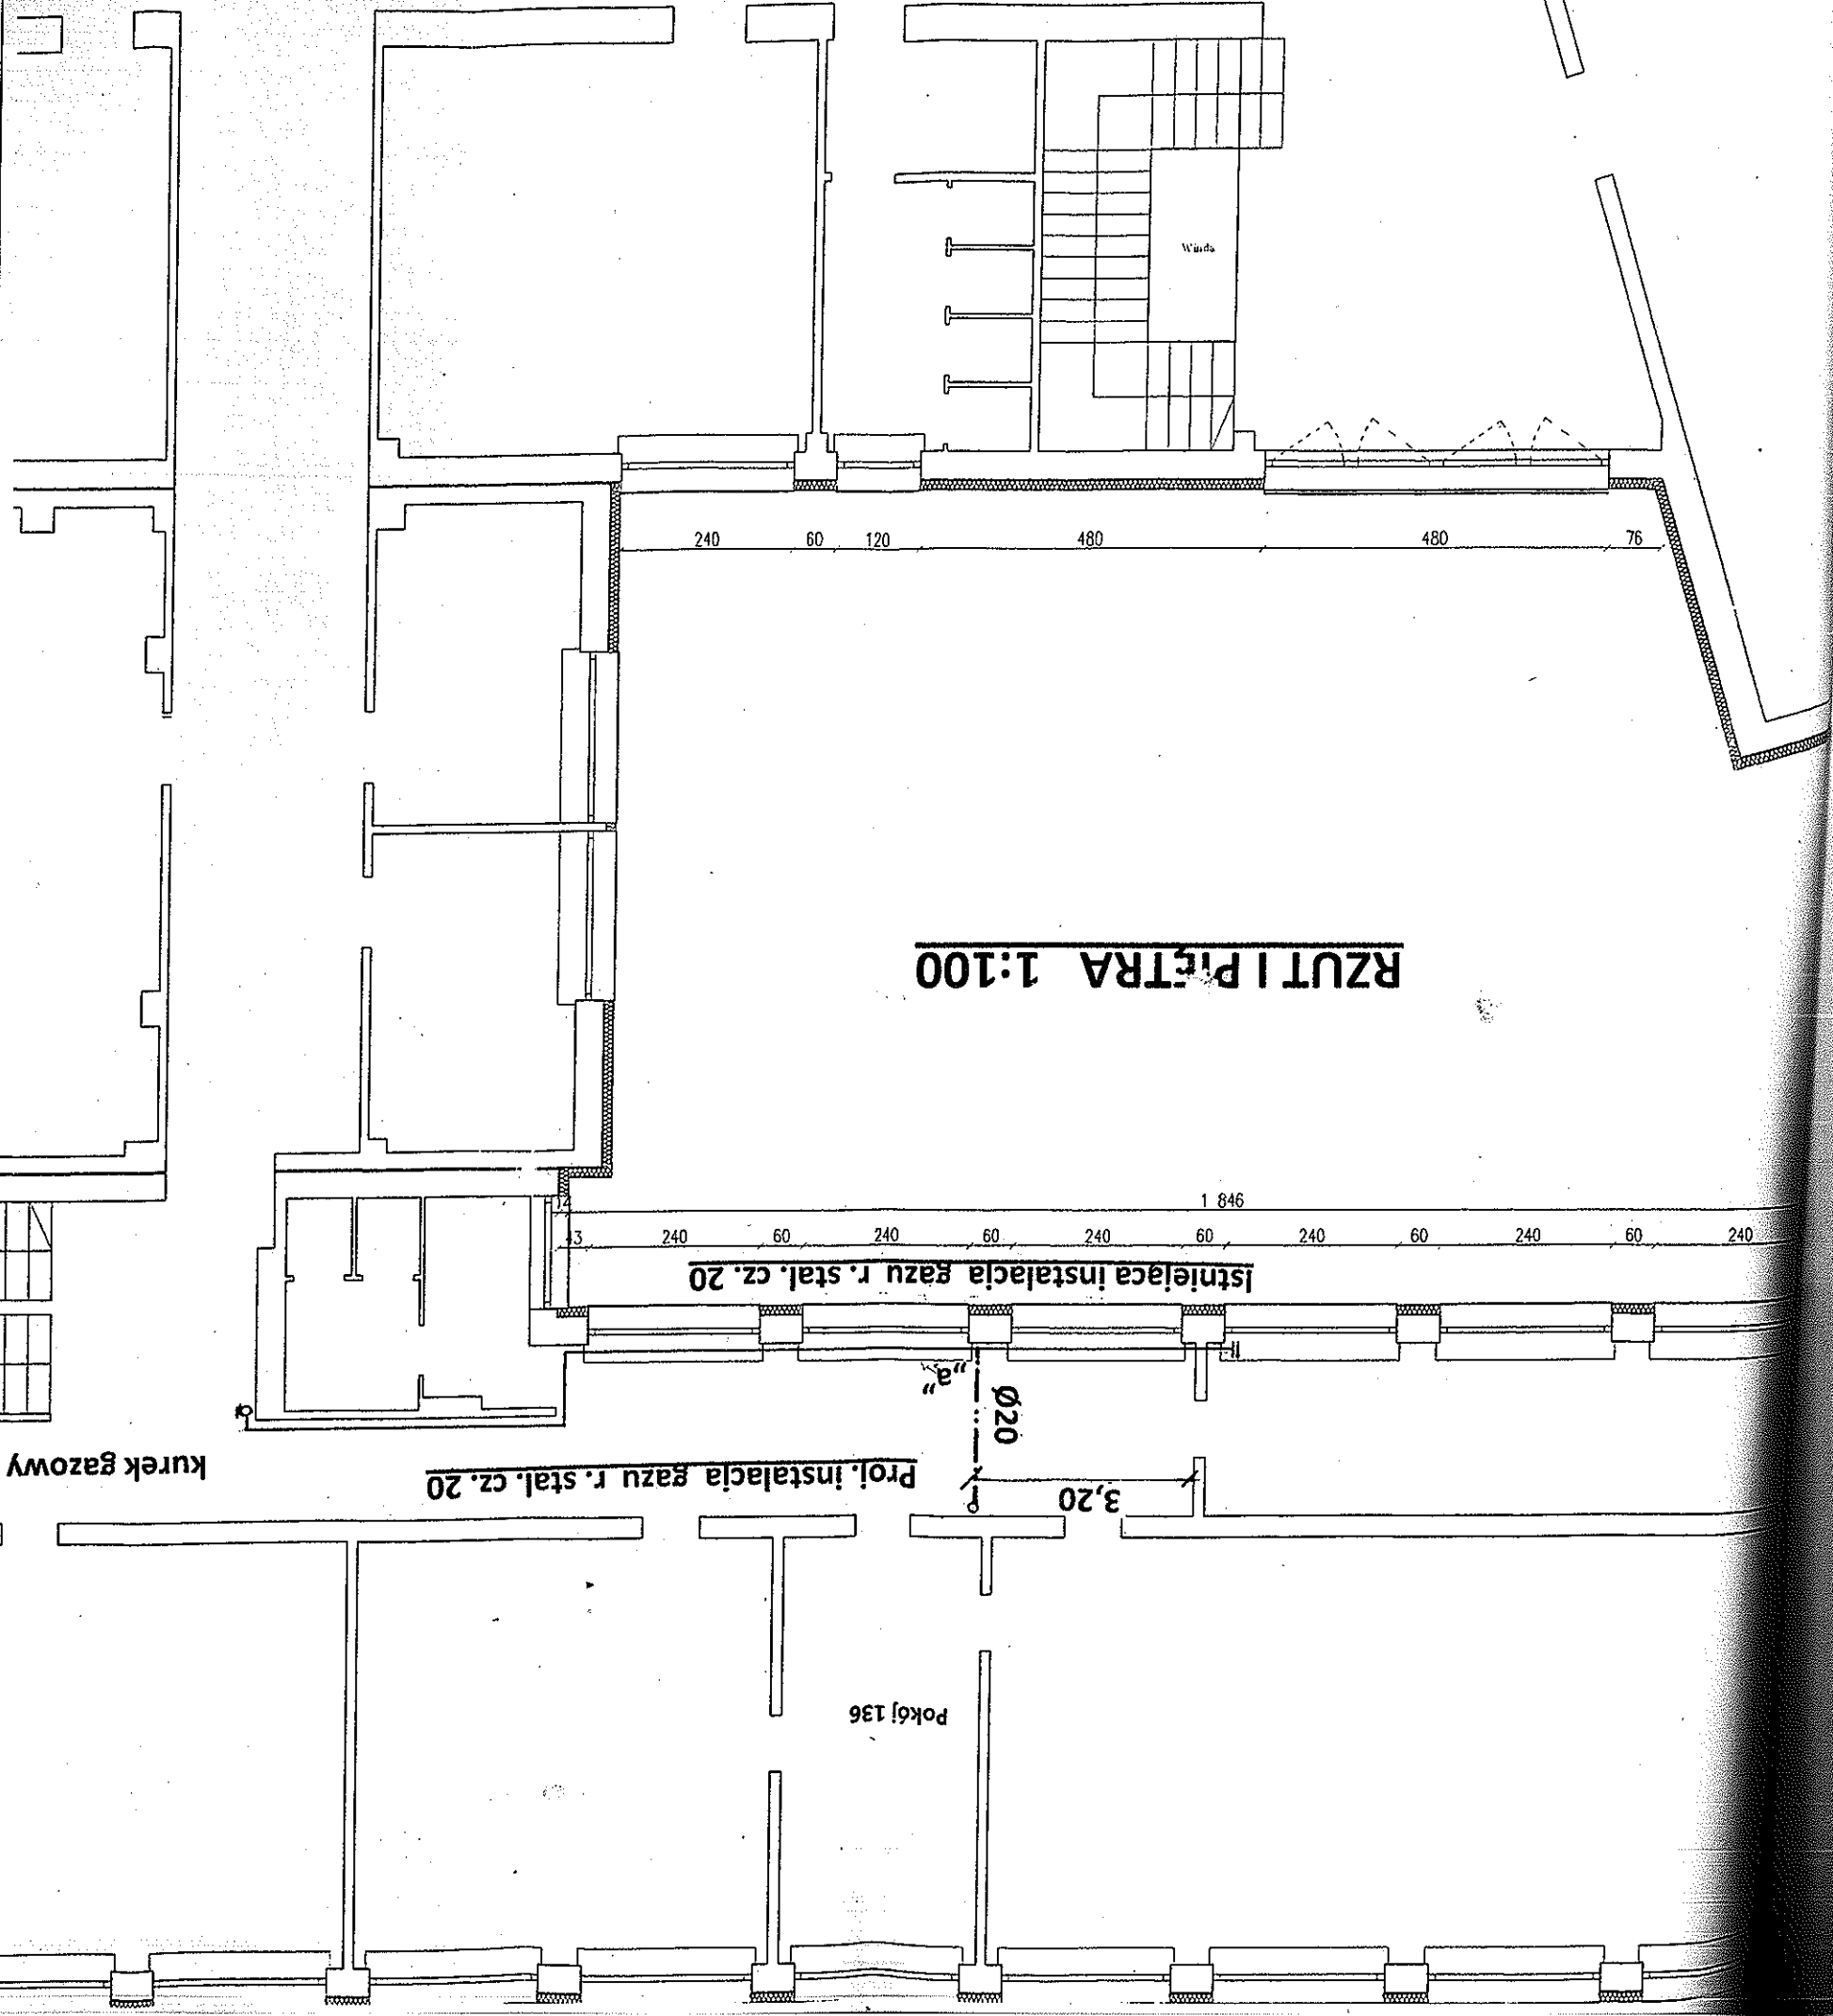 Winda
240 60 120 480 480 76
RZUT I PIĘTRA 1:100
14 1 846
43 240 60 240 60 240 60 240 60 240 60 240
Istniejąca instalacja gazu r. stal. cz. 20
„a”
Ø20
kurek gazowy
Proj. instalacja gazu r. stal. cz. 20
3,20
Pokój 136